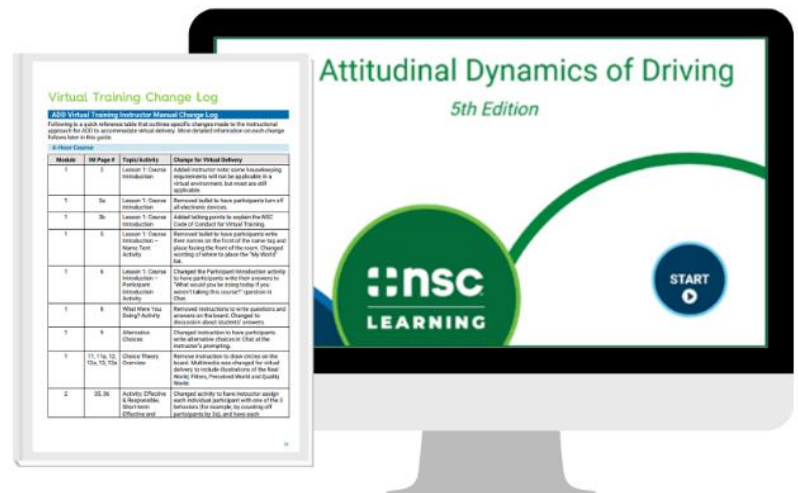 Virtual Training Change Log
ADD Virtual Training Instructor Manual Change Log
Following is a quick reference table that outlines specific changes made to the instructional
approach for ADD to accommodate virtual delivery. More detailed information on each change
follows later in this guide.
4-Hour Course
Module IM Page # Topic/Activity Change for Virtual Delivery
1 3 Lesson 1: Course Introduction Added instructor note: some housekeeping
requirements will not be applicable in a
virtual environment, but most are still
applicable.
1 3a Lesson 1: Course Introduction Removed bullet to have participants turn off
all electronic devices.
1 3b Lesson 1: Course Introduction Added talking points to explain the NSC
Code of Conduct for Virtual Training.
1 5 Lesson 1: Course Introduction – Name Tent Activity Removed bullet to have participants write
their names on the front of the name tag and
place facing the front of the room. Changed
wording of where to place the "My World"
list.
1 6 Lesson 1: Course Introduction – Participant Introduction Activity Changed the Participant Introduction activity
to have participants write their answers to
"What would you be doing today if you
weren't taking this course?" question in
Chat.
1 8 What Were You Doing? Activity Removed instructions to write questions and
answers on the board. Changed to
discussion about students' answers.
1 9 Alternative Choices Changed instruction to have participants
write alternative choices in Chat at the
instructor's prompting.
1 11, 11a, 12, 12a, 13, 13a Choice Theory Overview Remove instruction to draw circles on the
board. Multimedia was changed for virtual
delivery to include illustrations of the Real
World, Filters, Perceived World and Quality
World.
2 35, 36 Activity: Effective & Responsible, Short-term Effective and Changed activity to have instructor assign
each individual participant with one of the 3
behaviors (for example, by counting off
participants by 3s), and have each
Attitudinal Dynamics of Driving
5th Edition
nsc
LEARNING
START